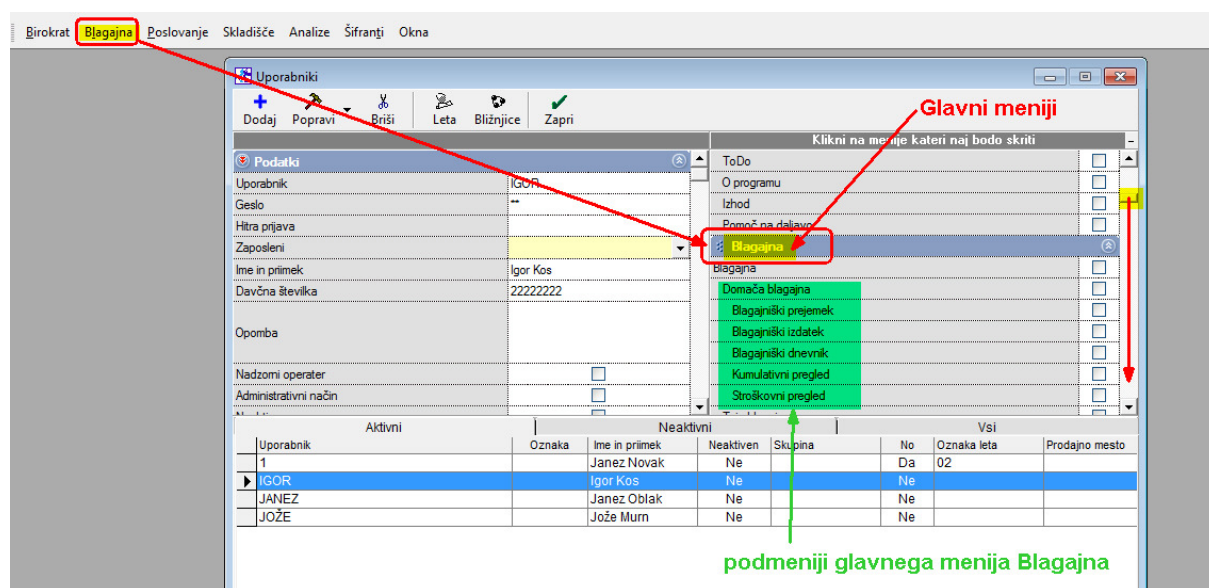 Birokrat Blagajna Poslovanje Skladišče Analize Šifranti Okna
Uporabniki
Dodaj Popravi Briši Leta Bližnjice Zapri
Glavni meniji
Klikni na menije kateri naj bodo skriti
Podatki
Uporabnik IGOR
Geslo **
Hitra prijava
Zaposleni
Ime in priimek Igor Kos
Davčna številka 22222222
Opomba
Nadzorni operater
Administrativni način
ToDo
O programu
Izhod
Pomoč na daljavo
Blagajna
Blagajna
Domača blagajna
Blagajniški prejemek
Blagajniški izdatek
Blagajniški dnevnik
Kumulativni pregled
Stroškovni pregled
Aktivni Neaktivni Vsi
Uporabnik Oznaka Ime in priimek Neaktiven Skupina No Oznaka leta Prodajno mesto
1 Janez Novak Ne Da 02
IGOR Igor Kos Ne Ne
JANEZ Janez Oblak Ne Ne
JOŽE Jože Murn Ne Ne
podmeniji glavnega menija Blagajna